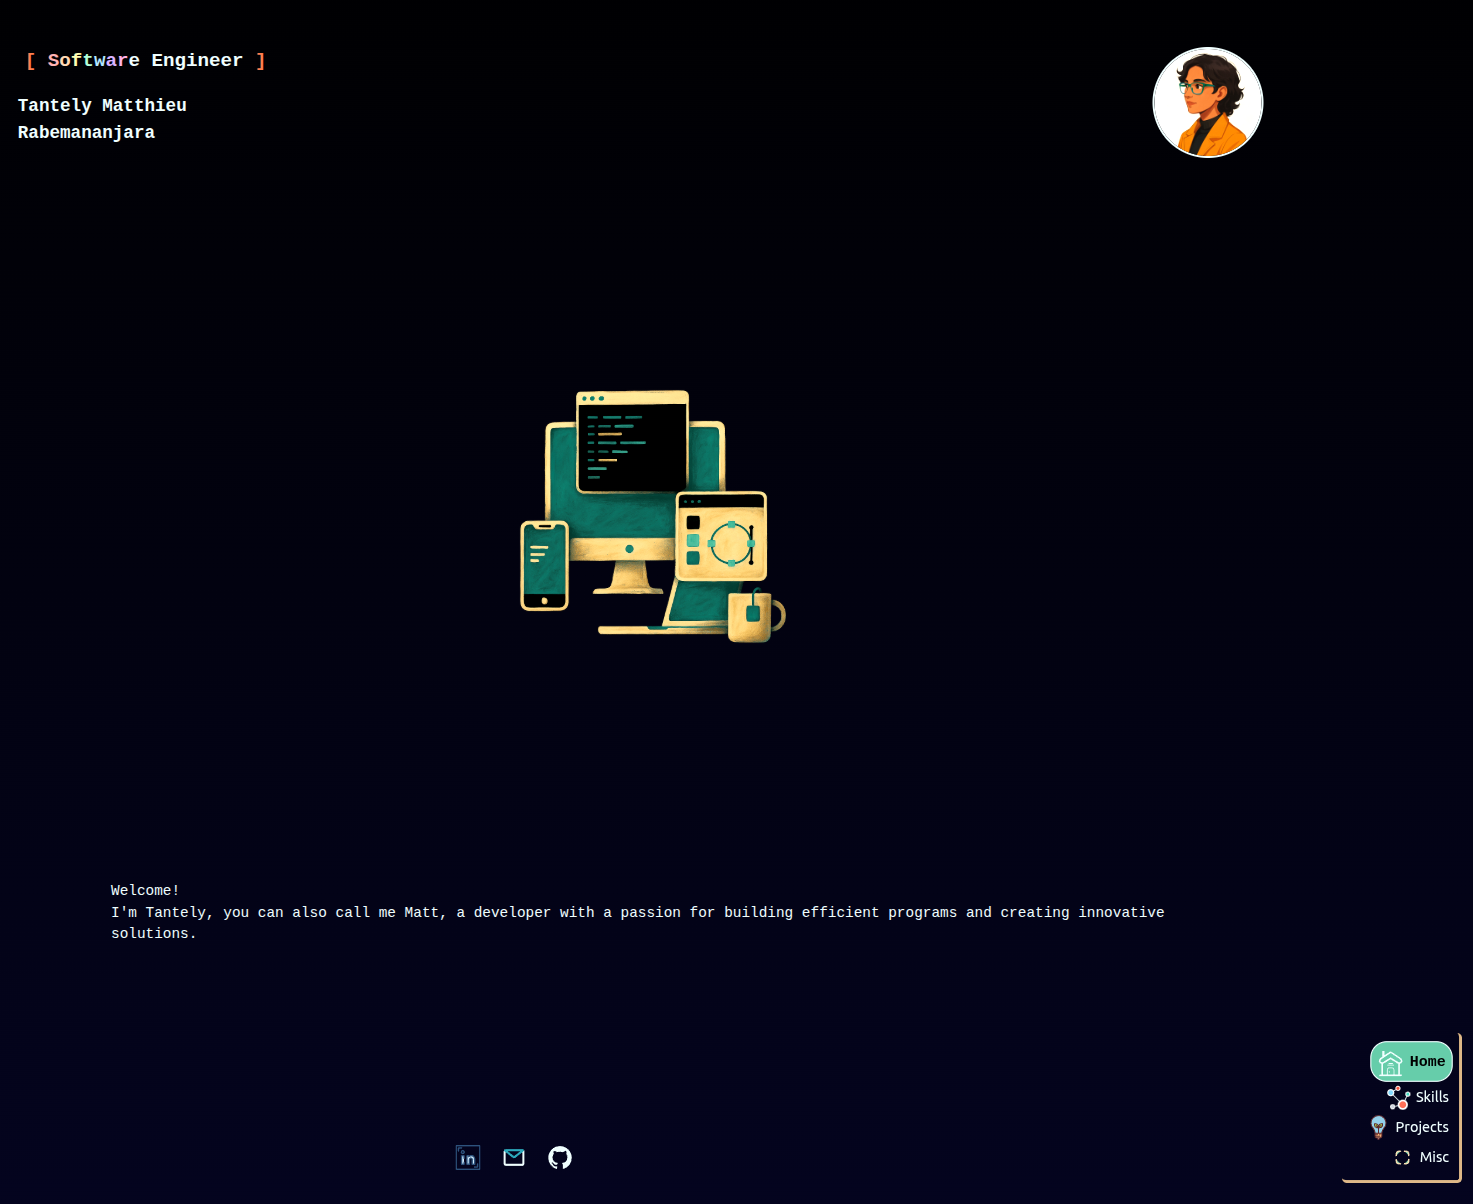 [ Software Engineer ]
Tantely Matthieu
Rabemananjara
Welcome!
I'm Tantely, you can also call me Matt, a developer with a passion for building efficient programs and creating innovative
solutions.
Home
Skills
Projects
Misc
in